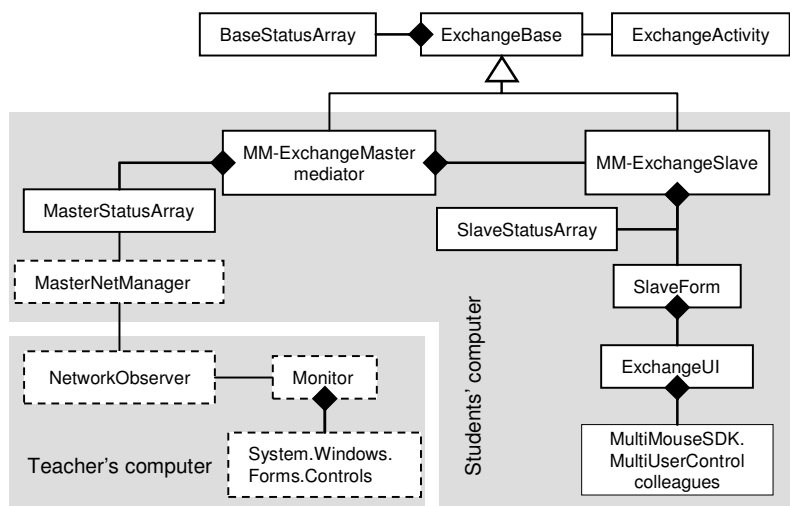 BaseStatusArray
ExchangeBase
ExchangeActivity
MM-ExchangeMaster
mediator
MM-ExchangeSlave
MasterStatusArray
SlaveStatusArray
MasterNetManager
SlaveForm
NetworkObserver
Monitor
ExchangeUI
System.Windows.
Forms.Controls
Teacher’s computer
Students’ computer
MultiMouseSDK.
MultiUserControl
colleagues